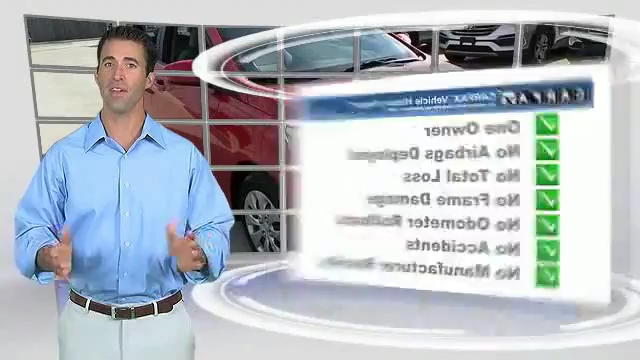 CARFAX Vehicle H
One Owner
No Airbags Deployed
No Total Loss
No Frame Damage
No Odometer Rollback
No Accidents
No Manufacturer